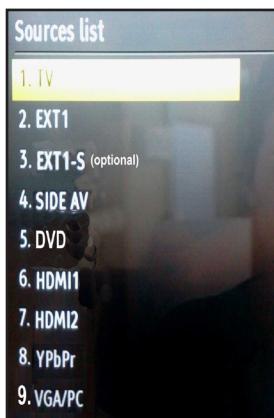 Sources list
1. TV
2. EXT1
3. EXT1-S (optional)
4. SIDE AV
5. DVD
6. HDMI1
7. HDMI2
8. YPbPr
9. VGA/PC